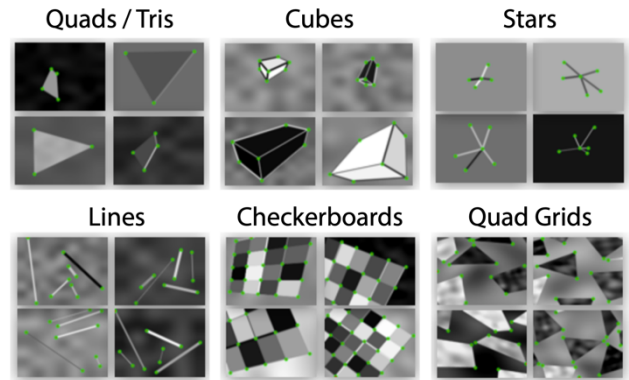 Quads / Tris
Cubes
Stars
Lines
Checkerboards
Quad Grids